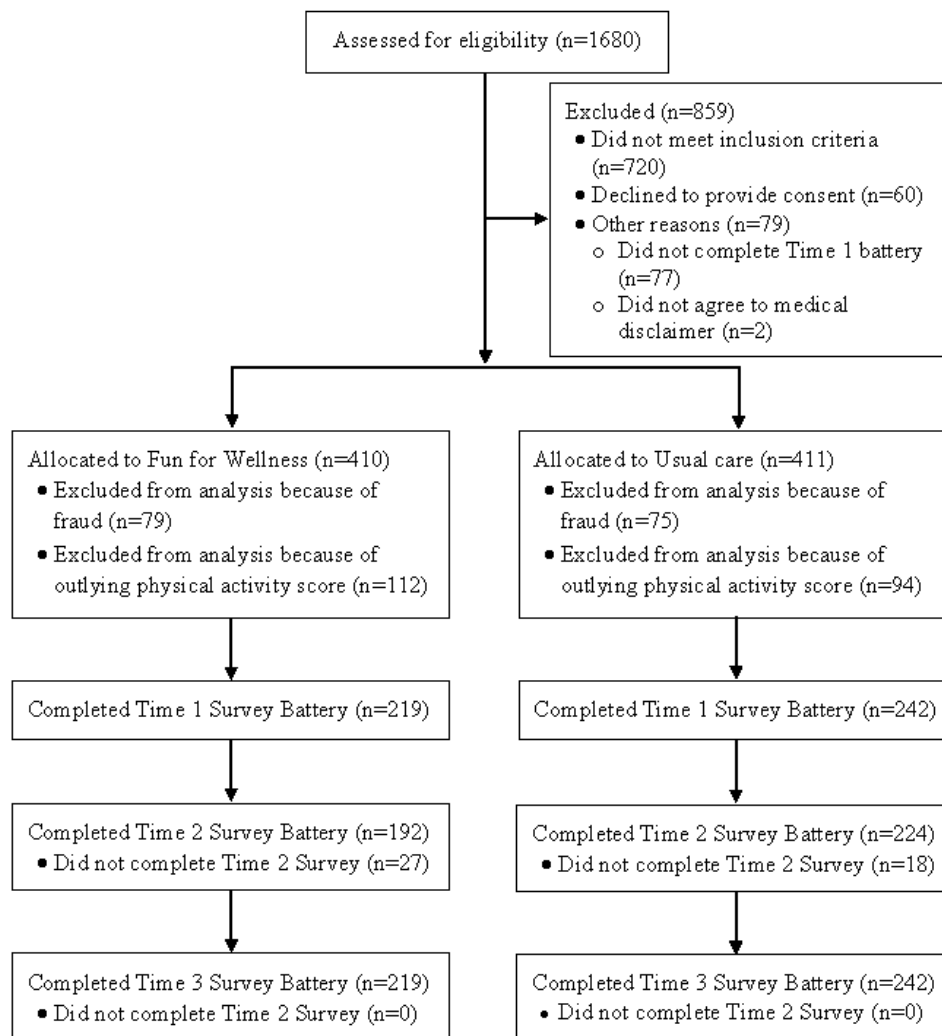 Assessed for eligibility (n=1680)
Excluded (n=859)
● Did not meet inclusion criteria
(n=720)
● Declined to provide consent (n=60)
● Other reasons (n=79)
○ Did not complete Time 1 battery
(n=77)
○ Did not agree to medical
disclaimer (n=2)
Allocated to Fun for Wellness (n=410)
● Excluded from analysis because of
fraud (n=79)
● Excluded from analysis because of
outlying physical activity score (n=112)
Allocated to Usual care (n=411)
● Excluded from analysis because of
fraud (n=75)
● Excluded from analysis because of
outlying physical activity score (n=94)
Completed Time 1 Survey Battery (n=219)
Completed Time 1 Survey Battery (n=242)
Completed Time 2 Survey Battery (n=192)
● Did not complete Time 2 Survey (n=27)
Completed Time 2 Survey Battery (n=224)
● Did not complete Time 2 Survey (n=18)
Completed Time 3 Survey Battery (n=219)
● Did not complete Time 2 Survey (n=0)
Completed Time 3 Survey Battery (n=242)
● Did not complete Time 2 Survey (n=0)